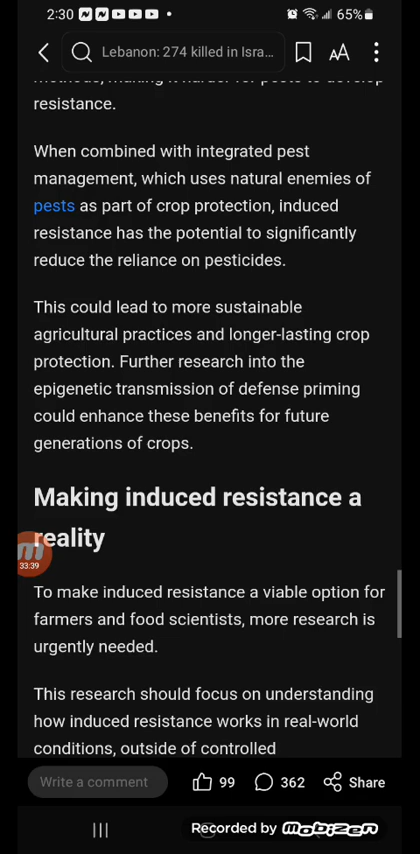 2:30 65%
Lebanon: 274 killed in Isra...
AA
resistance.
When combined with integrated pest
management, which uses natural enemies of
pests as part of crop protection, induced
resistance has the potential to significantly
reduce the reliance on pesticides.
This could lead to more sustainable
agricultural practices and longer-lasting crop
protection. Further research into the
epigenetic transmission of defense priming
could enhance these benefits for future
generations of crops.
Making induced resistance a
reality
33:39
To make induced resistance a viable option for
farmers and food scientists, more research is
urgently needed.
This research should focus on understanding
how induced resistance works in real-world
conditions, outside of controlled
Write a comment 99 362 Share
Recorded by mobizen